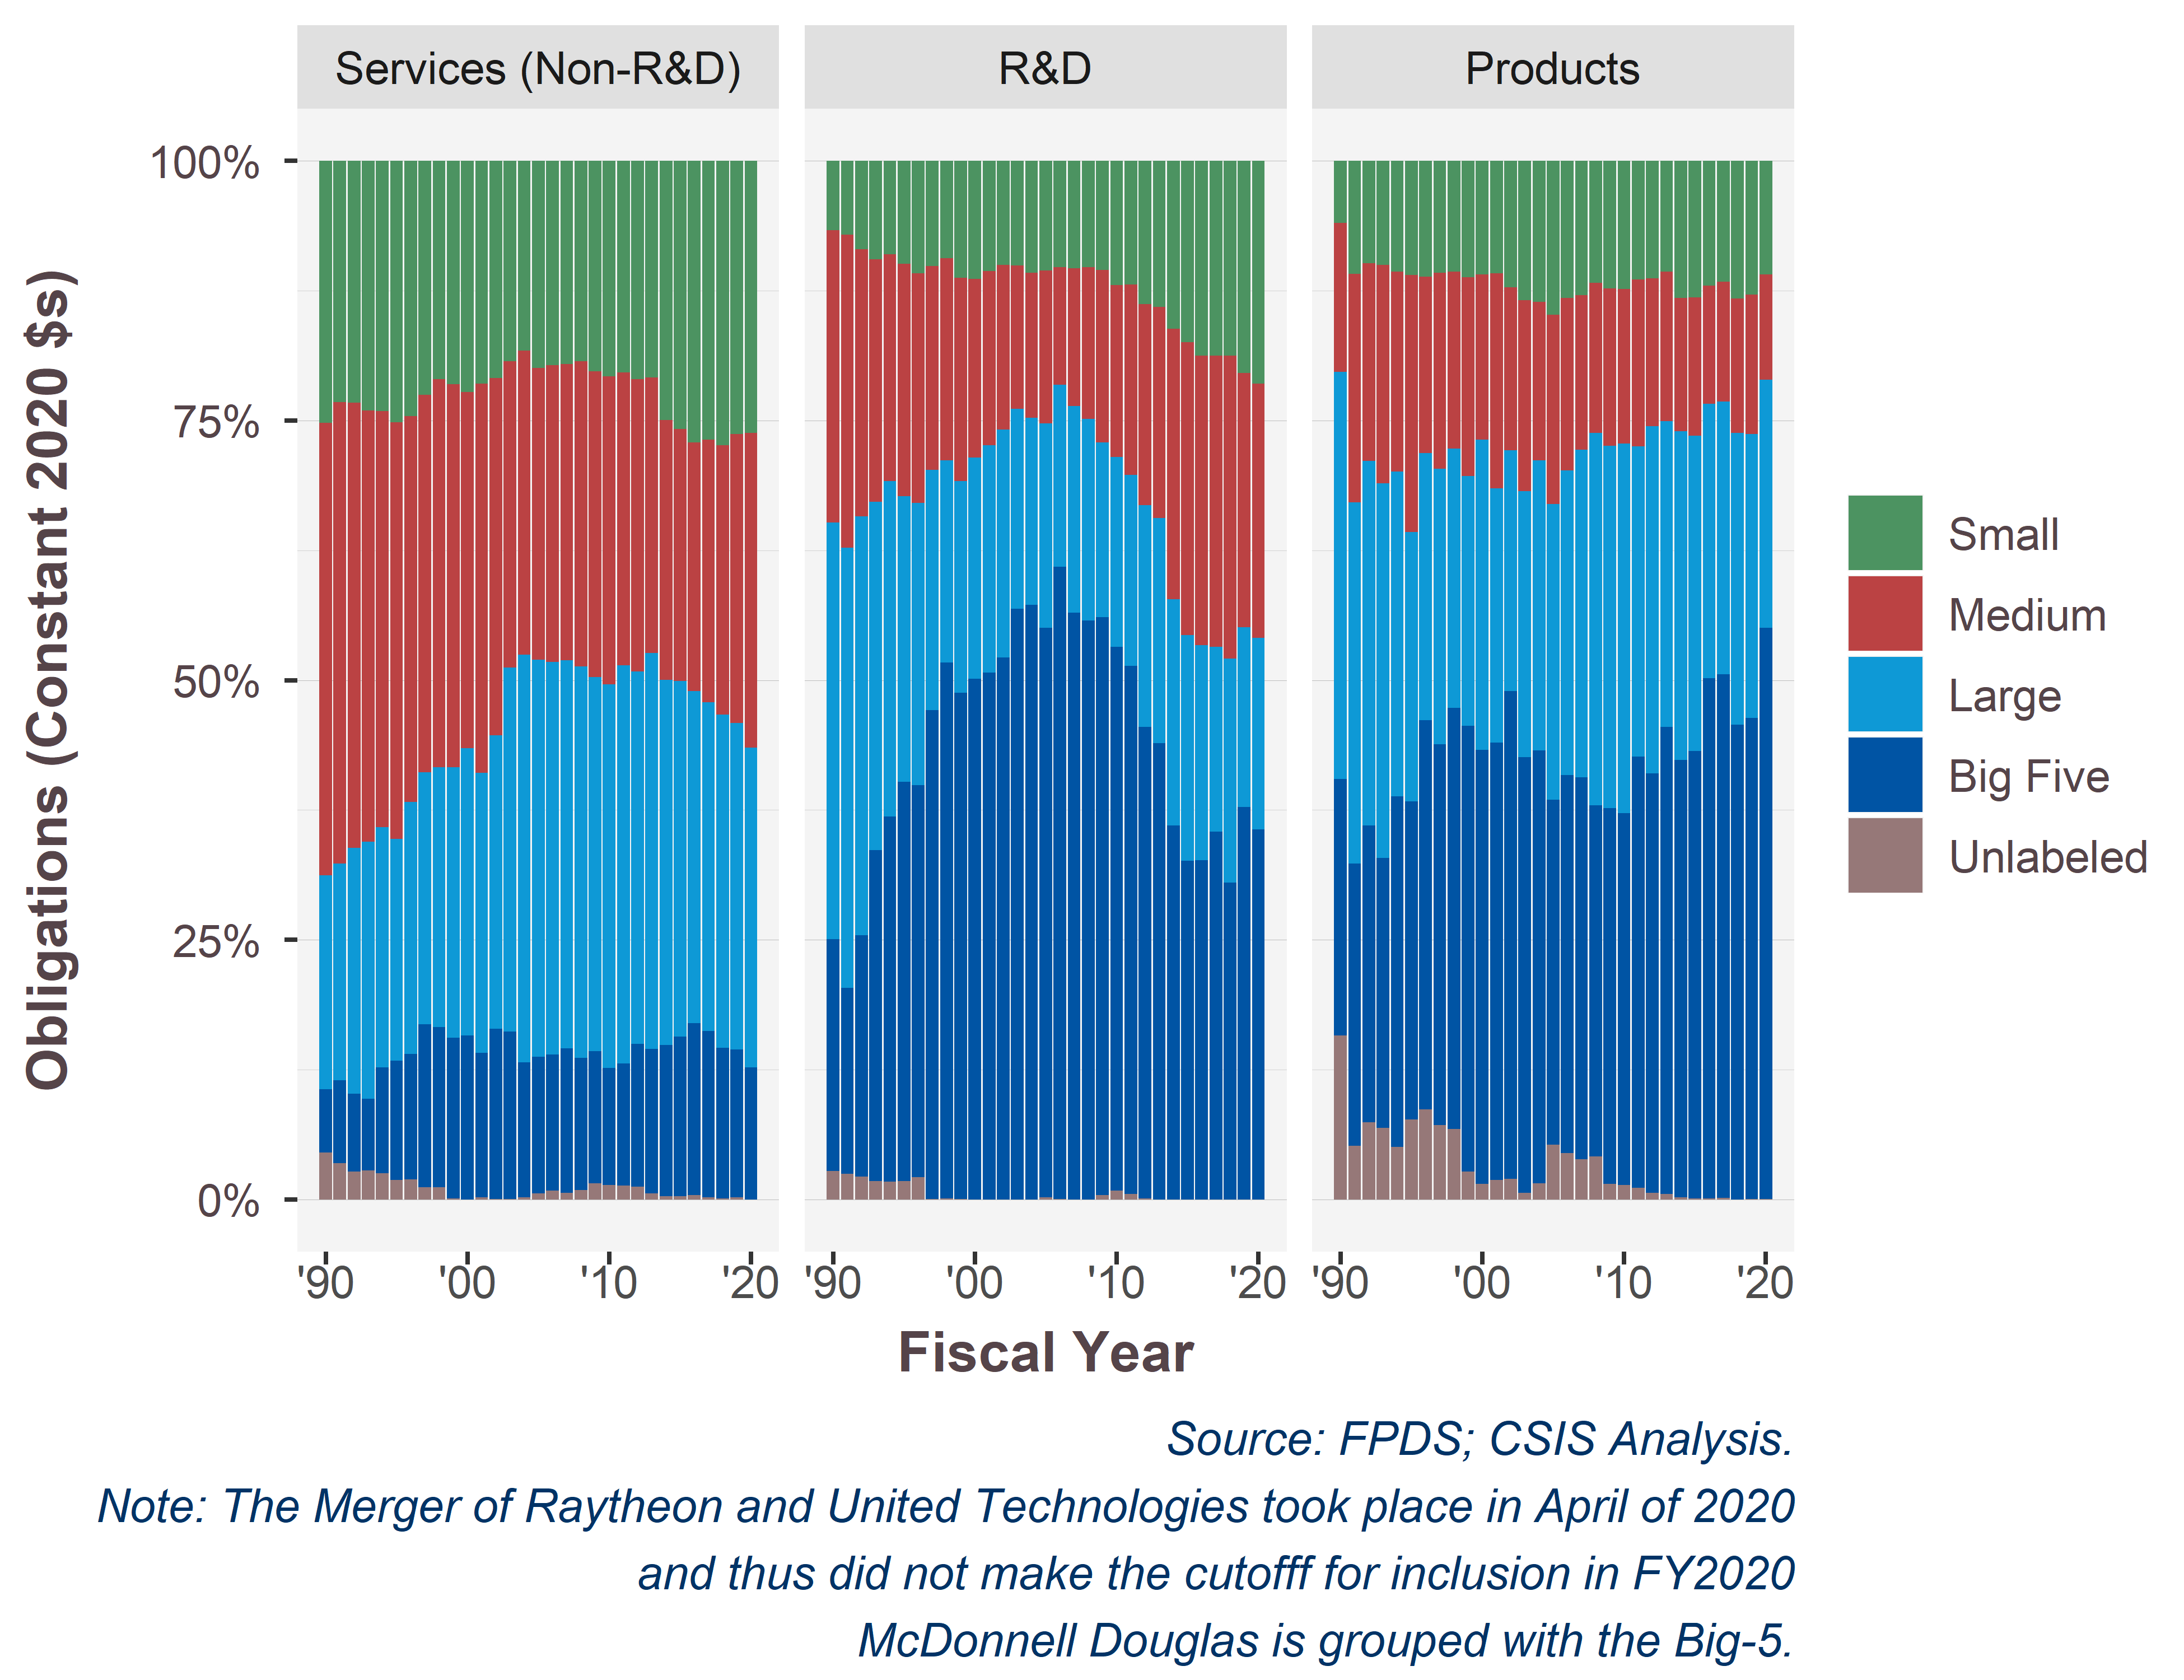 Services (Non-R&D)
R&D
Products
Obligations (Constant 2020 $s)
100%
75%
50%
25%
0%
'90
'00
'10
'20
'90
'00
'10
'20
'90
'00
'10
'20
Fiscal Year
Small
Medium
Large
Big Five
Unlabeled
Source: FPDS; CSIS Analysis.
Note: The Merger of Raytheon and United Technologies took place in April of 2020
and thus did not make the cutofff for inclusion in FY2020
McDonnell Douglas is grouped with the Big-5.